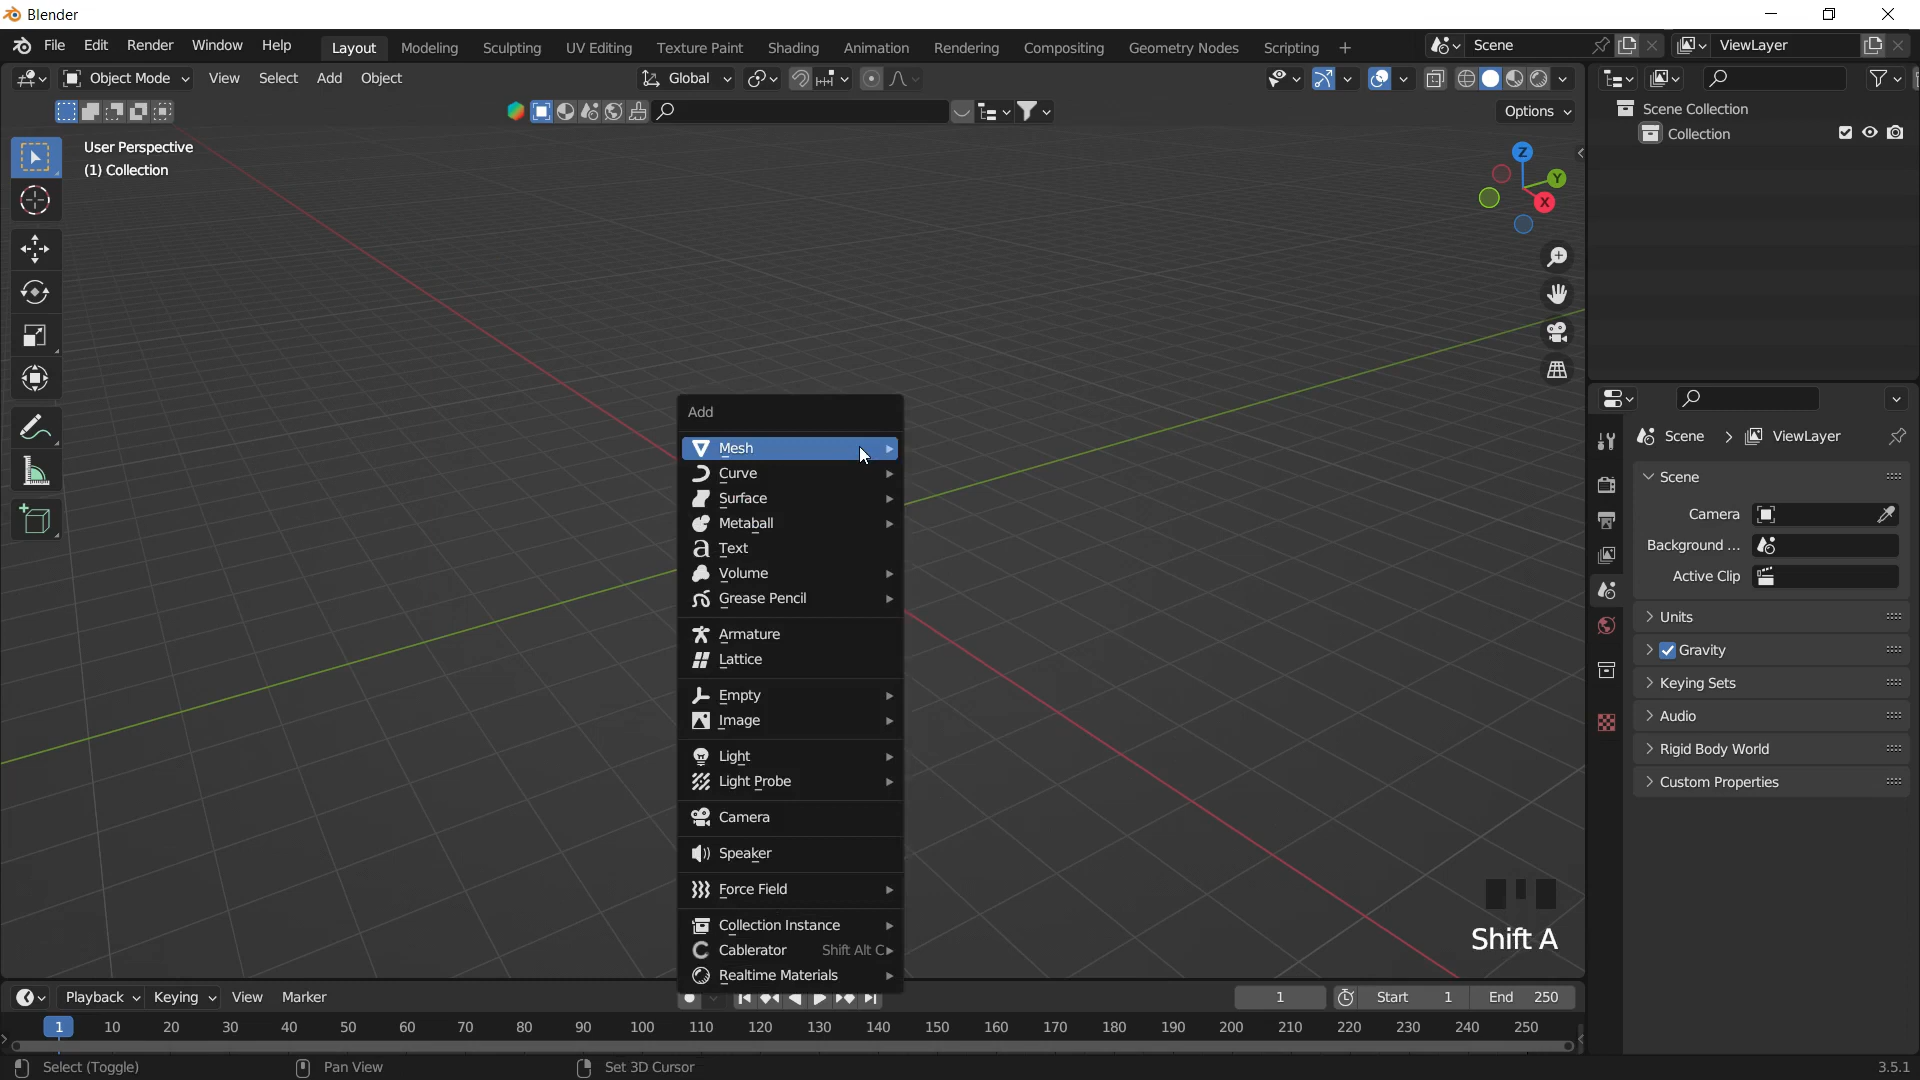 Blender
File Edit Render Window Help Layout Modeling Sculpting UV Editing Texture Paint Shading Animation Rendering Compositing Geometry Nodes Scripting + Scene ViewLayer
Object Mode View Select Add Object Global
Options
User Perspective
(1) Collection
Z
Y
X
Scene Collection
Collection
Add
Mesh
Curve
Surface
Metaball
Text
Volume
Grease Pencil
Armature
Lattice
Empty
Image
Light
Light Probe
Camera
Speaker
Force Field
Collection Instance
Cablerator Shift Alt C
Realtime Materials
Scene > ViewLayer
Scene
Camera
Background ...
Active Clip
Units
Gravity
Keying Sets
Audio
Rigid Body World
Custom Properties
Shift A
Playback Keying View Marker 1 Start 1 End 250
1 10 20 30 40 50 60 70 80 90 100 110 120 130 140 150 160 170 180 190 200 210 220 230 240 250
Select (Toggle) Pan View Set 3D Cursor 3.5.1